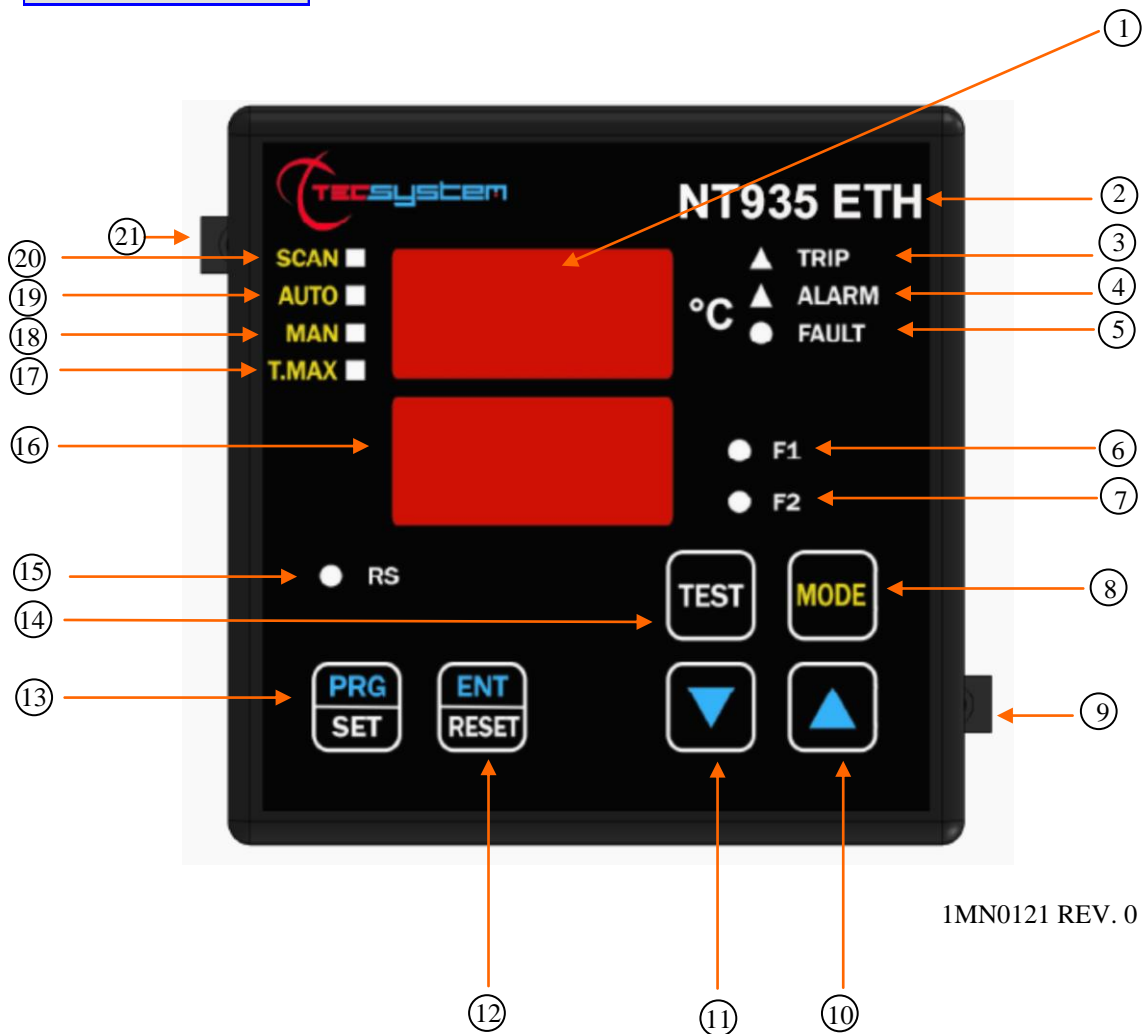 1
TECSYSTEM
NT935 ETH
2
21
20
SCAN
TRIP
3
19
AUTO
°C
ALARM
4
18
MAN
FAULT
5
17
T.MAX
16
F1
6
F2
7
15
RS
14
TEST
MODE
8
13
PRG
SET
ENT
RESET
9
1MN0121 REV. 0
12
11
10